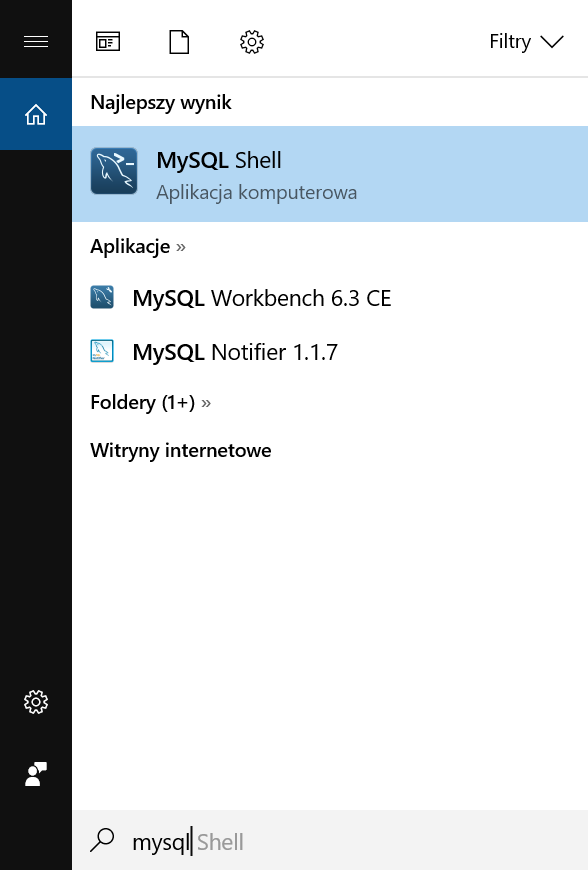 Filtry
Najlepszy wynik
MySQL Shell
Aplikacja komputerowa
Aplikacje »
MySQL Workbench 6.3 CE
MySQL Notifier 1.1.7
Foldery (1+) »
Witryny internetowe
mysql Shell